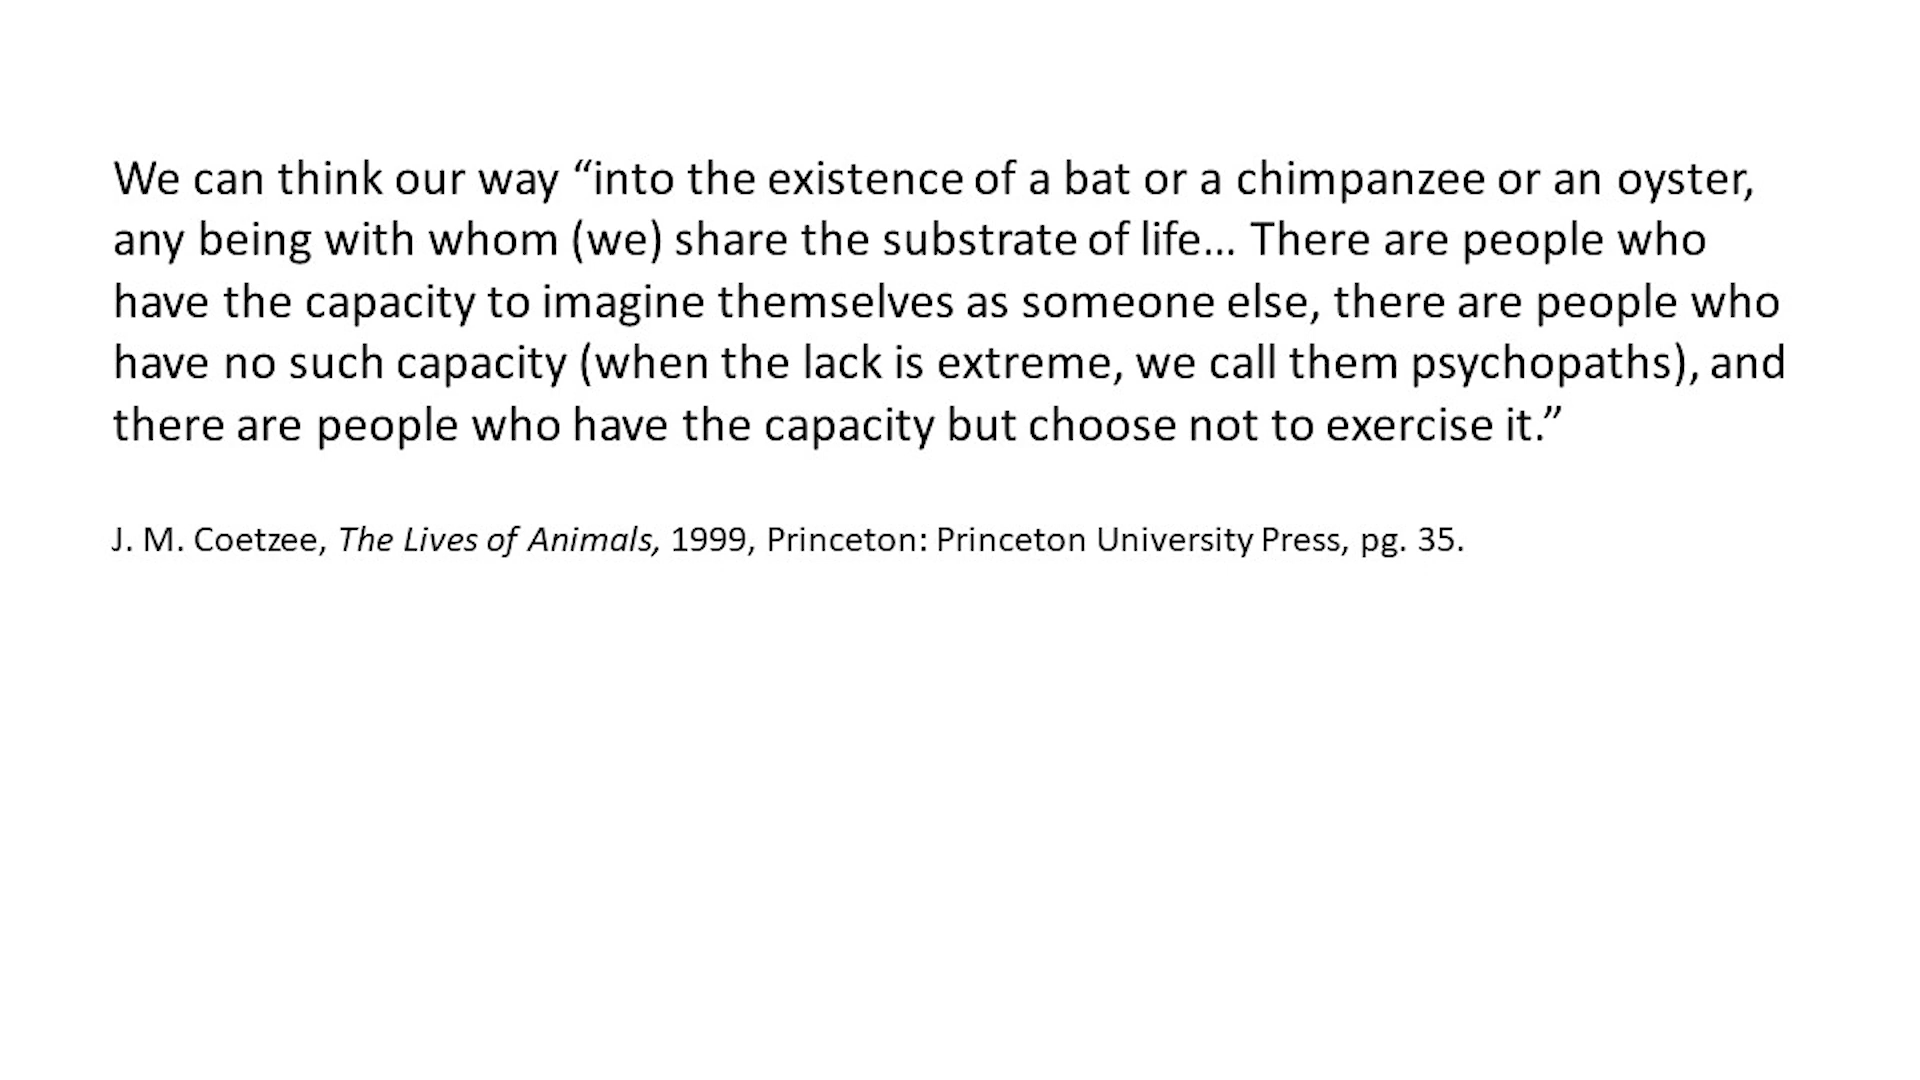 We can think our way “into the existence of a bat or a chimpanzee or an oyster,
any being with whom (we) share the substrate of life… There are people who
have the capacity to imagine themselves as someone else, there are people who
have no such capacity (when the lack is extreme, we call them psychopaths), and
there are people who have the capacity but choose not to exercise it.”
J. M. Coetzee, The Lives of Animals, 1999, Princeton: Princeton University Press, pg. 35.